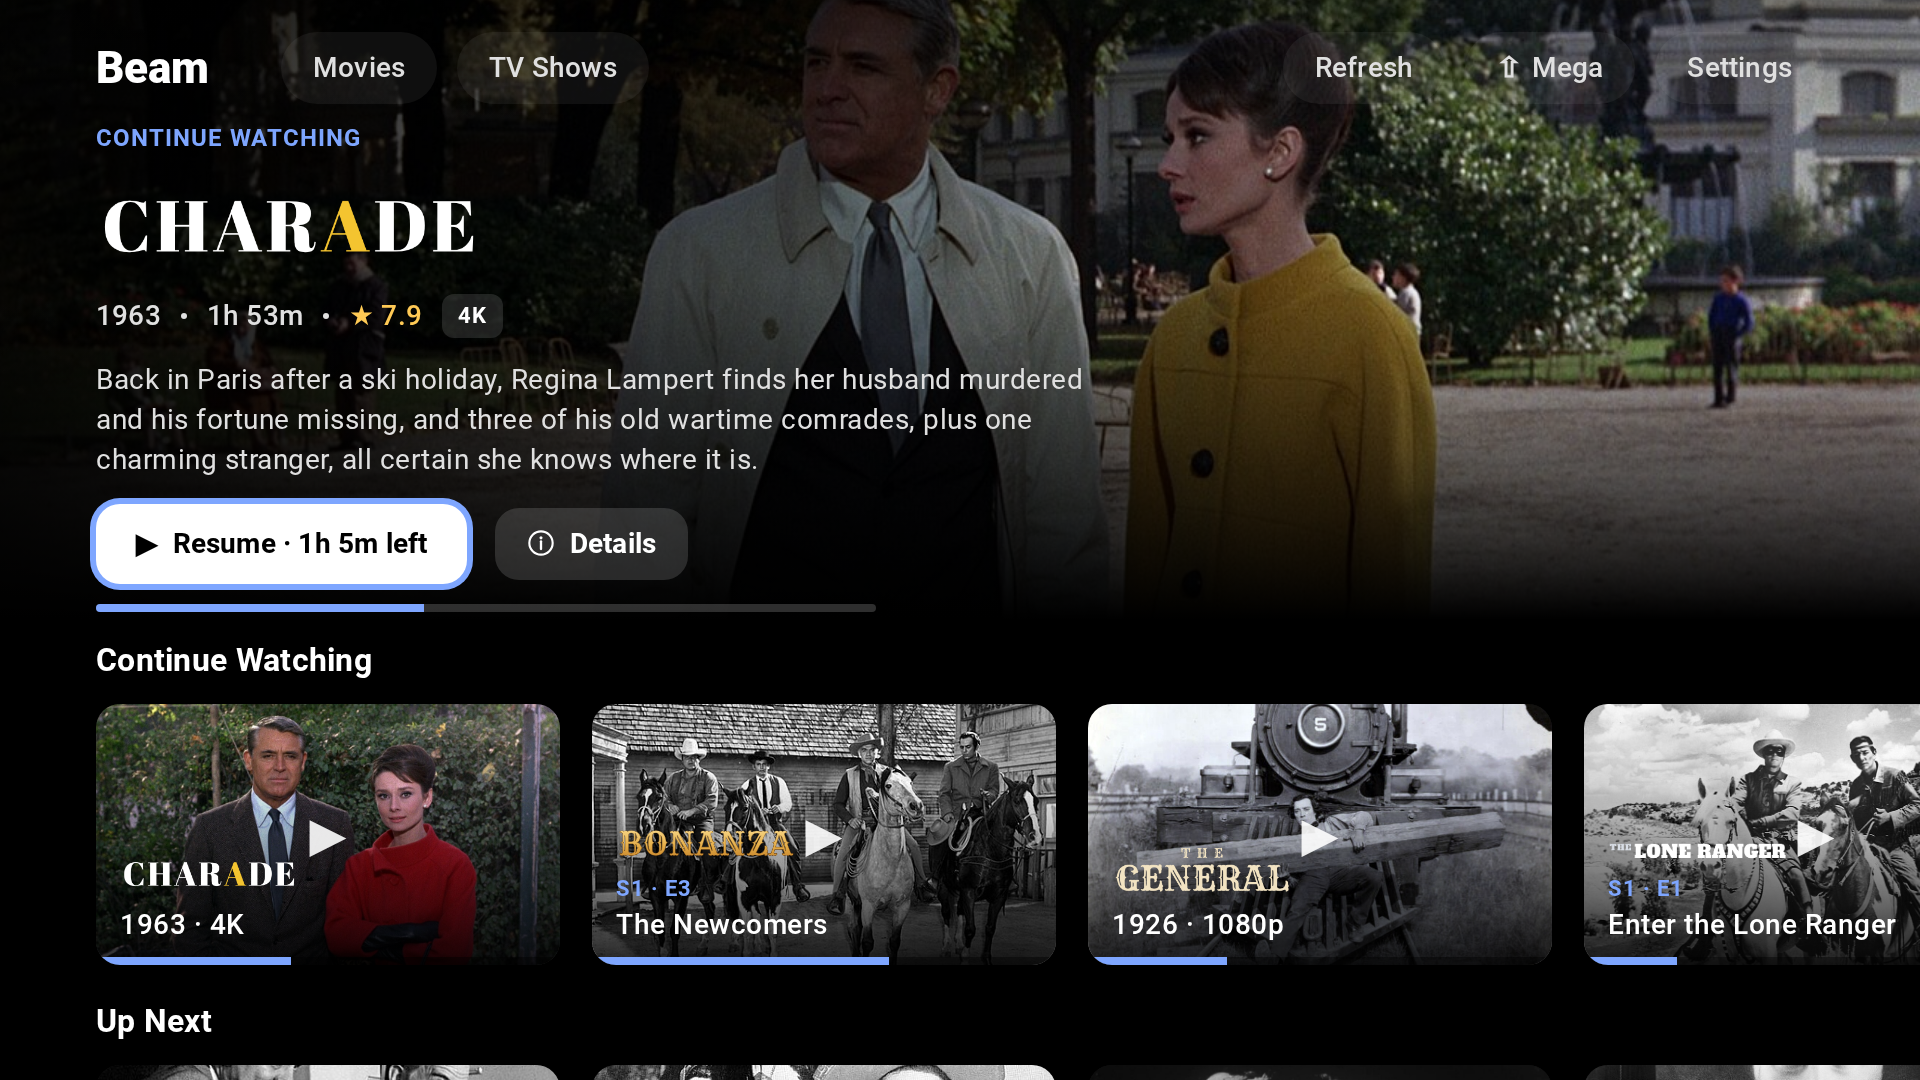 Beam
Movies
TV Shows
Refresh
⇧ Mega
Settings
CONTINUE WATCHING
CHARADE
1963 • 1h 53m • ★ 7.9 4K
Back in Paris after a ski holiday, Regina Lampert finds her husband murdered
and his fortune missing, and three of his old wartime comrades, plus one
charming stranger, all certain she knows where it is.
▶ Resume · 1h 5m left
ⓘ Details
Continue Watching
CHARADE
1963 · 4K
BONANZA
S1 · E3
The Newcomers
5
THE
GENERAL
1926 · 1080p
THE LONE RANGER
S1 · E1
Enter the Lone Ranger
Up Next